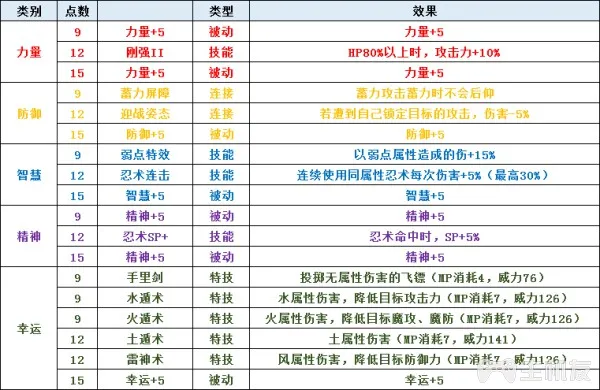 类别 点数 类型 效果
力量 9 力量+5 被动 力量+5
12 刚强II 技能 HP80%以上时，攻击力+10%
15 力量+5 被动 力量+5
防御 9 蓄力屏障 连接 蓄力攻击蓄力时不会后仰
12 迎战姿态 连接 若遭到自己锁定目标的攻击，伤害-5%
15 防御+5 被动 防御+5
智慧 9 弱点特效 技能 以弱点属性造成的伤+15%
12 忍术连击 技能 连续使用同属性忍术每次伤害+5%（最高30%）
15 智慧+5 被动 智慧+5
精神 9 精神+5 被动 精神+5
12 忍术SP+ 技能 忍术命中时，SP+5%
15 精神+5 被动 精神+5
幸运 9 手里剑 特技 投掷无属性伤害的飞镖（MP消耗4，威力76）
9 水遁术 特技 水属性伤害，降低目标攻击力（MP消耗7，威力126）
9 火遁术 特技 火属性伤害，降低目标魔攻、魔防（MP消耗7，威力126）
12 土遁术 特技 土属性伤害（MP消耗7，威力141）
12 雷神术 特技 风属性伤害，降低目标防御力（MP消耗7，威力126）
15 幸运+5 被动 幸运+5